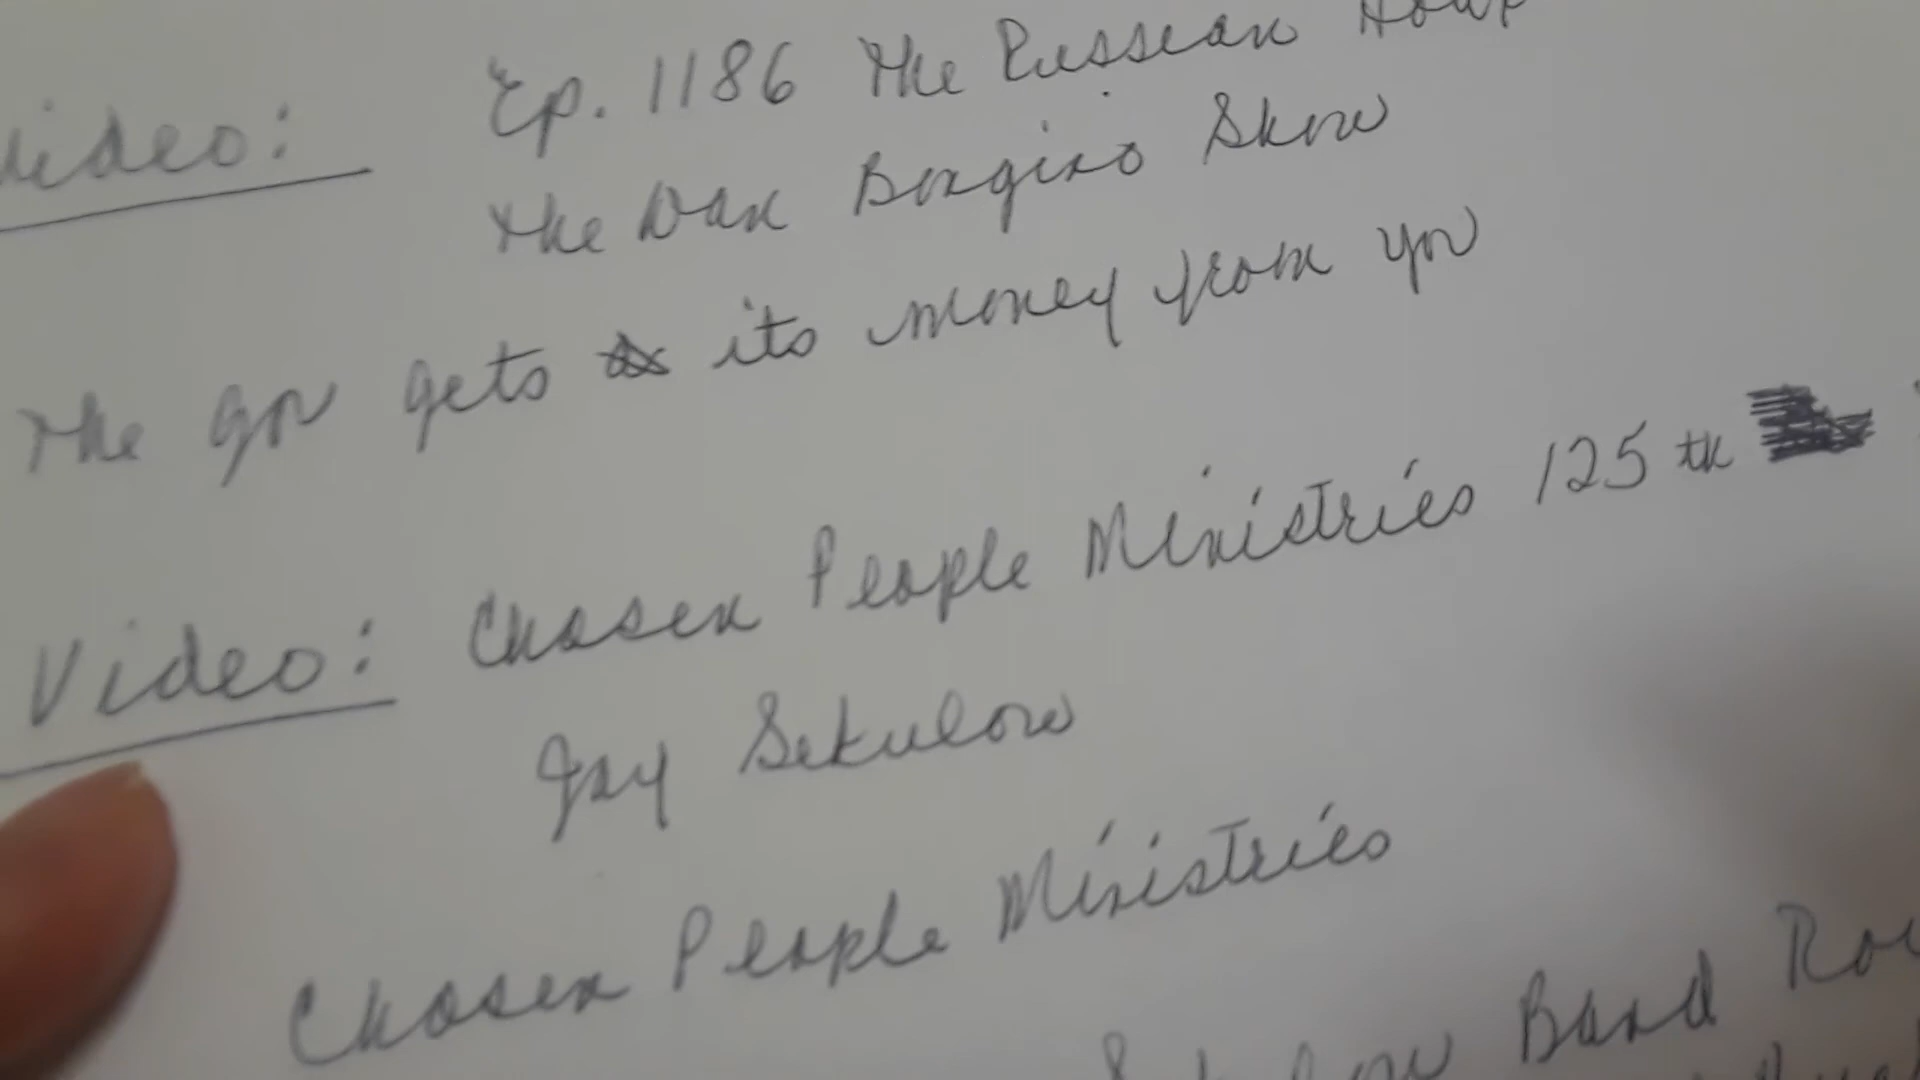 Video: Ep. 1186 The Russian
The Dan Bongino Show
The gov gets its money from you
Video: Chosen People Ministries 125th
Jay Sekulow
Chosen People Ministries
Band